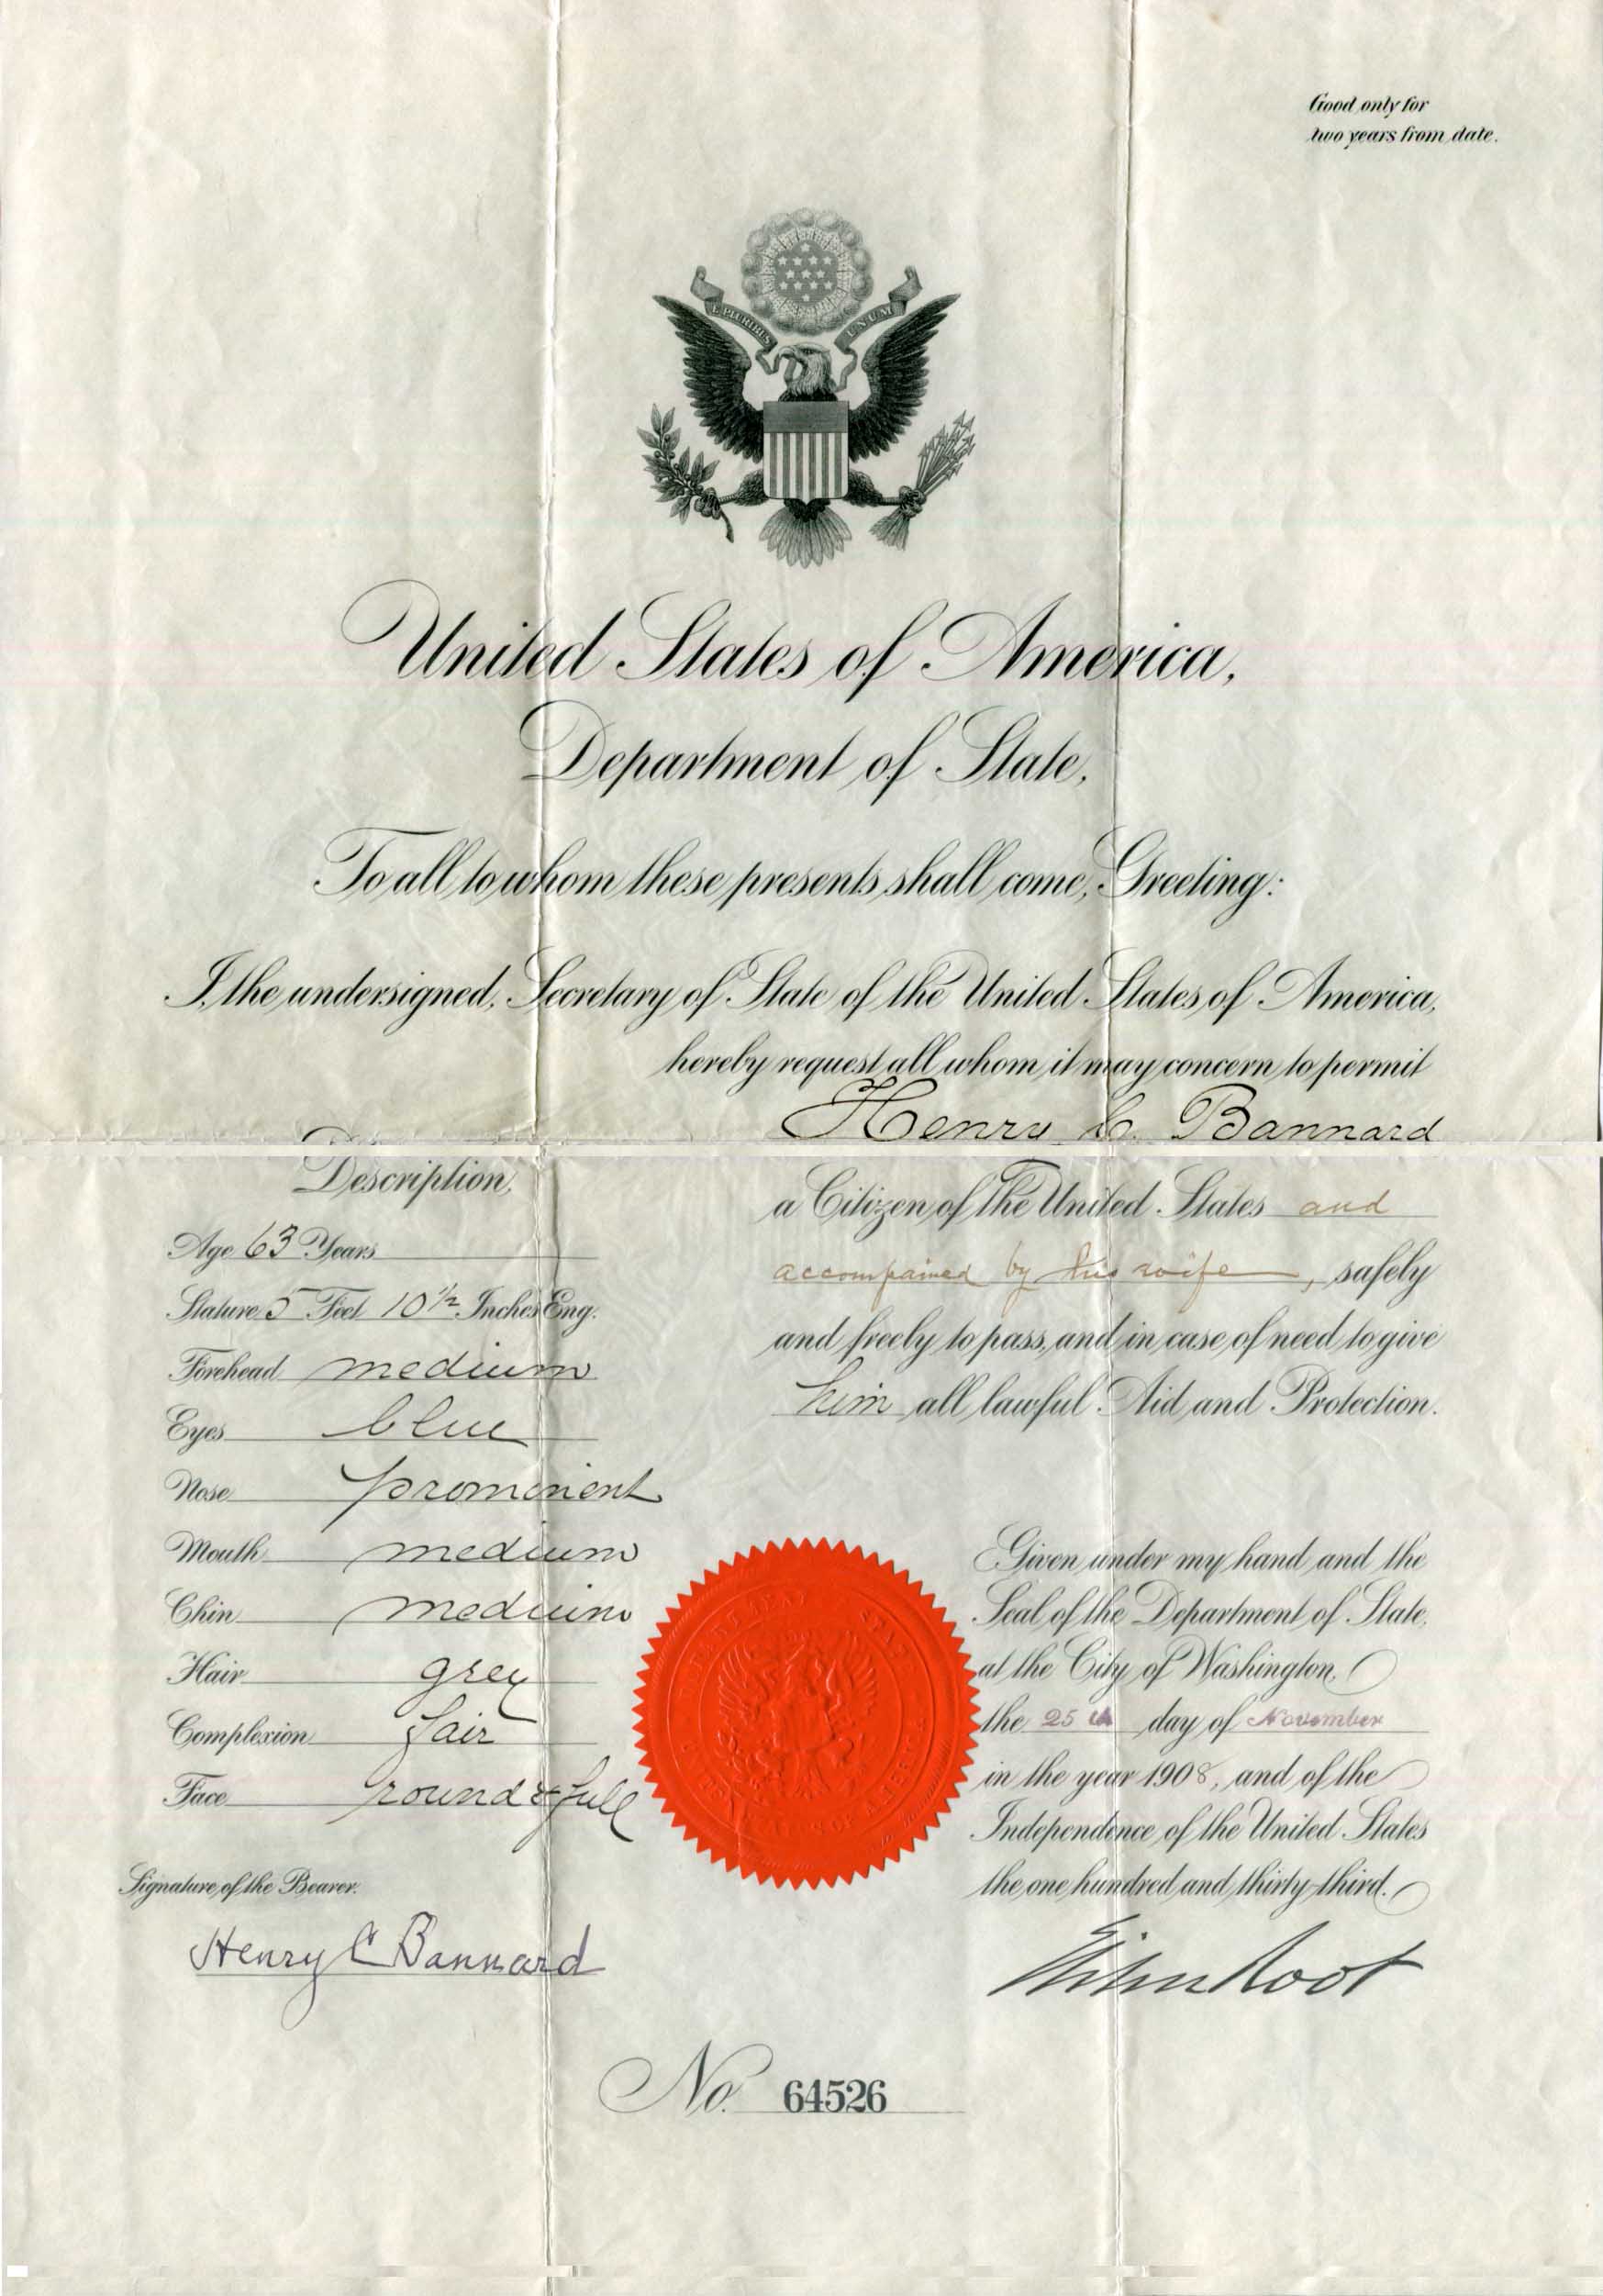 Good only for
two years from date.
E PLURIBUS UNUM
United States of America,
Department of State,
To all to whom these presents shall come, Greeting:
I, the undersigned, Secretary of State of the United States of America,
hereby request all whom it may concern to permit
Henry C. Bannard
a Citizen of the United States and
accompained by his wife, safely
and freely to pass, and in case of need to give
him all lawful Aid and Protection.
Description,
Age 63 Years
Stature 5 Feet 10 1/2 Inches Eng.
Forehead medium
Eyes blue
Nose prominent
Mouth medium
Chin medium
Hair grey
Complexion fair
Face round & full
Signature of the Bearer.
Henry C Bannard
Given under my hand and the
Seal of the Department of State,
at the City of Washington,
the 25th day of November
in the year 1908, and of the
Independence of the United States
the one hundred and thirty third.
Elihu Root
No. 64526